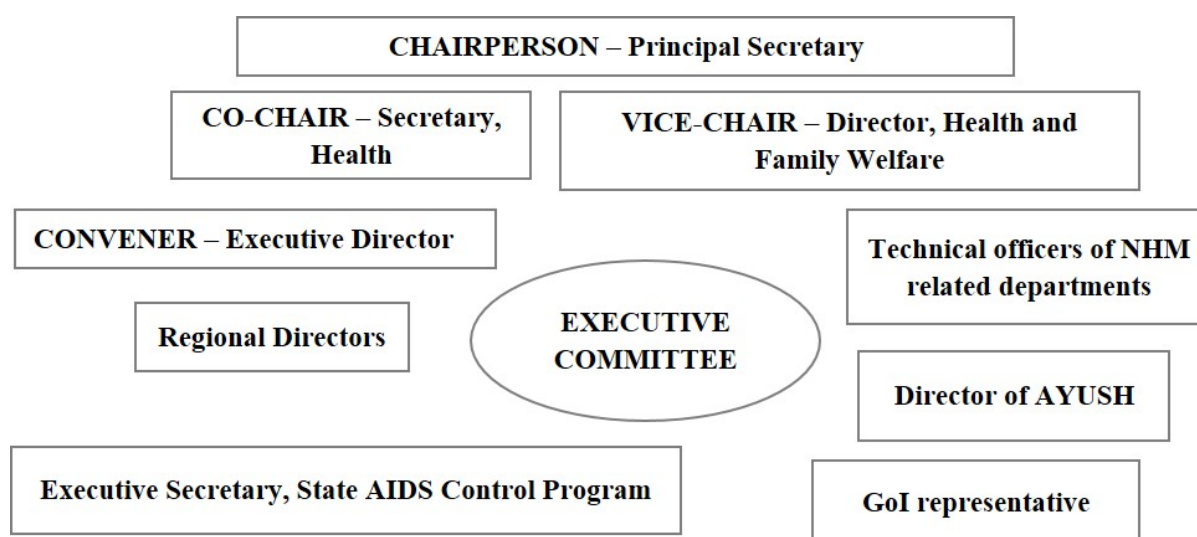 CHAIRPERSON – Principal Secretary
CO-CHAIR – Secretary,
Health
VICE-CHAIR – Director, Health and
Family Welfare
CONVENER – Executive Director
Technical officers of NHM
related departments
Regional Directors
EXECUTIVE
COMMITTEE
Director of AYUSH
Executive Secretary, State AIDS Control Program
GoI representative